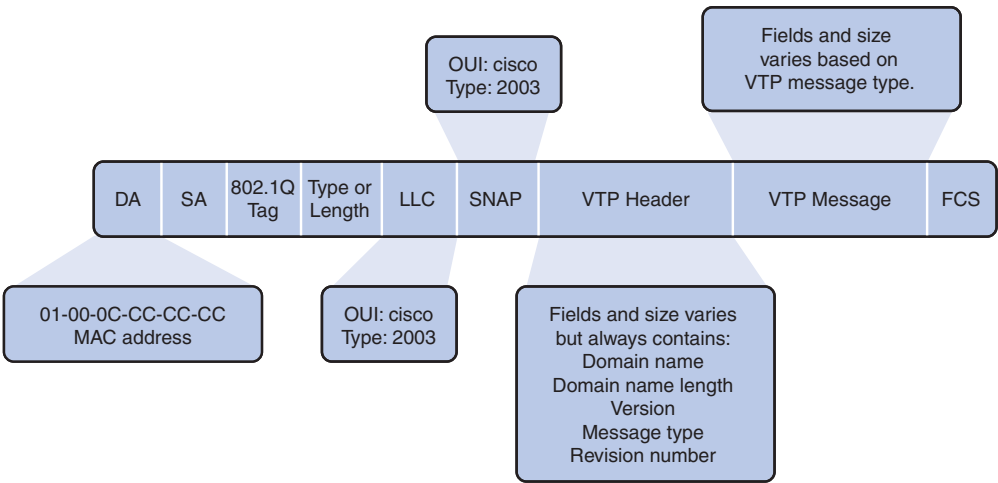 OUI: cisco
Type: 2003
Fields and size
varies based on
VTP message type.
DA
SA
802.1Q
Tag
Type or
Length
LLC
SNAP
VTP Header
VTP Message
FCS
01-00-0C-CC-CC-CC
MAC address
OUI: cisco
Type: 2003
Fields and size varies
but always contains:
Domain name
Domain name length
Version
Message type
Revision number